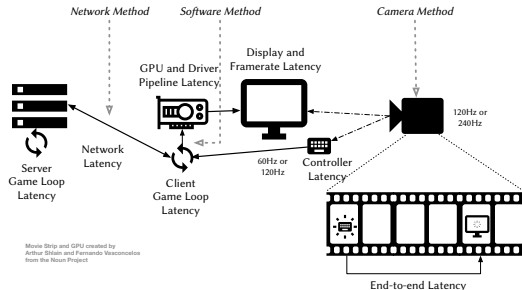 Network Method
Software Method
Camera Method
GPU and Driver
Pipeline Latency
Display and
Framerate Latency
120Hz or
240Hz
Network
Latency
60Hz or
120Hz
Controller
Latency
Server
Game Loop
Latency
Client
Game Loop
Latency
Movie Strip and GPU created by
Arthur Shlain and Fernando Vasconcelos
from the Noun Project
End-to-end Latency